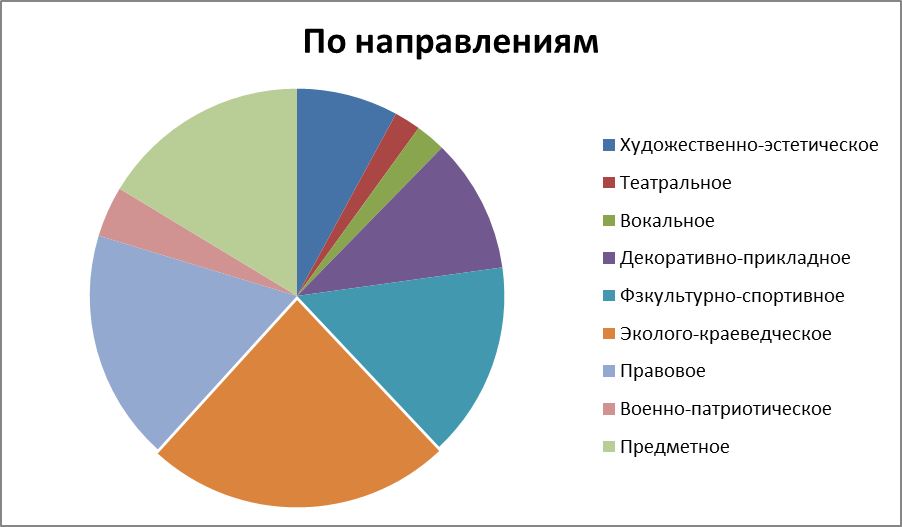 По направлениям
Художественно-эстетическое
Театральное
Вокальное
Декоративно-прикладное
Фзкультурно-спортивное
Эколого-краеведческое
Правовое
Военно-патриотическое
Предметное